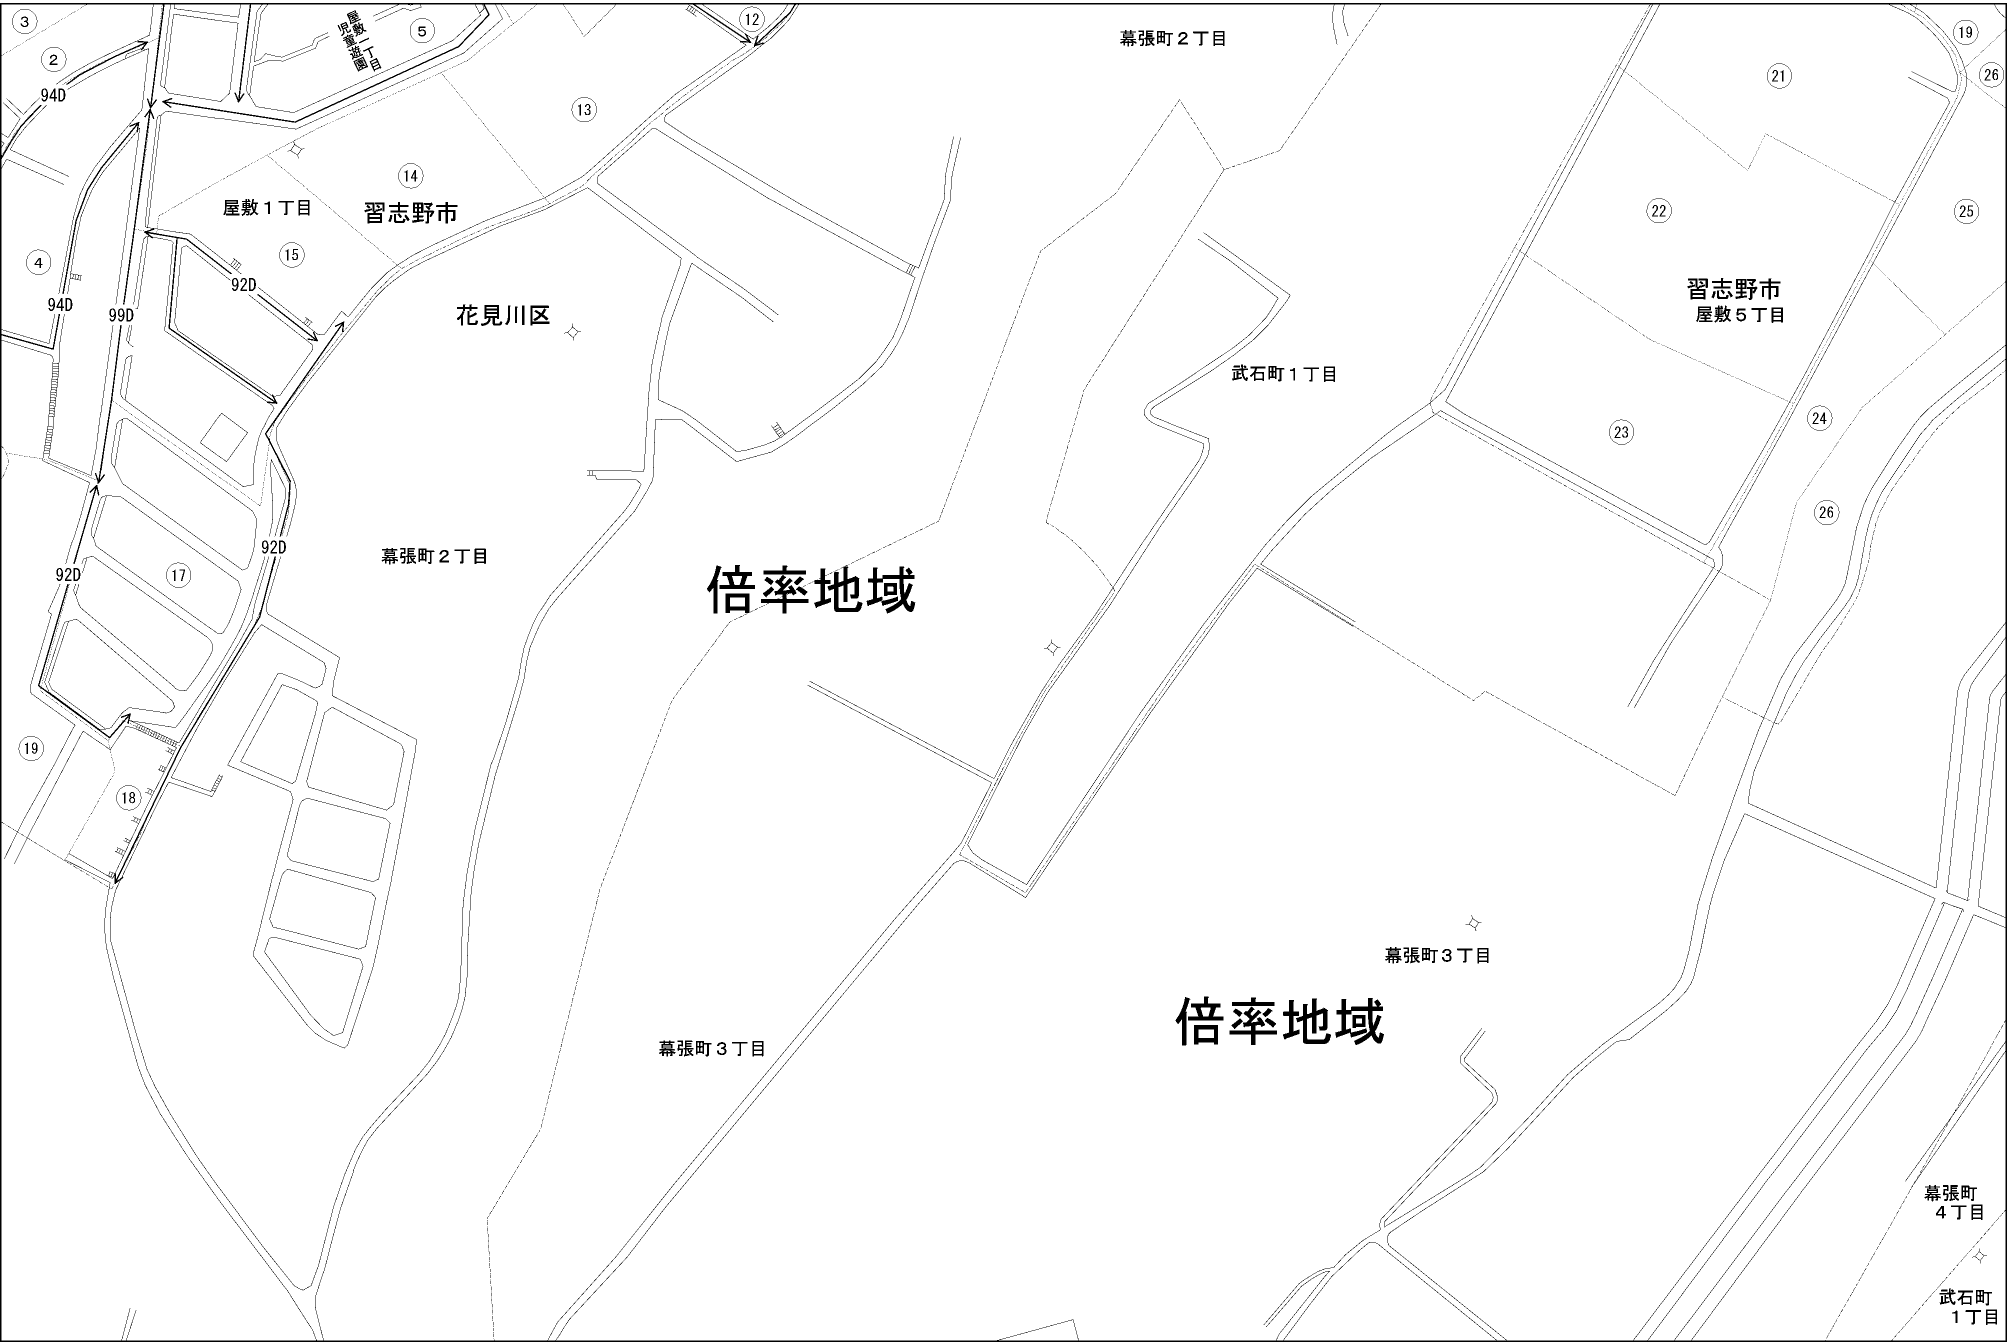 ③
②
94D
屋敷一丁目
児童遊園
⑤
⑫
⑬
幕張町２丁目
⑲
㉑
㉖
⑭
屋敷１丁目
習志野市
㉒
㉕
④
⑮
92D
94D
99D
花見川区
習志野市
屋敷５丁目
武石町１丁目
㉔
㉓
㉖
92D
幕張町２丁目
92D
⑰
倍率地域
⑲
⑱
幕張町３丁目
倍率地域
幕張町３丁目
幕張町
４丁目
武石町
１丁目